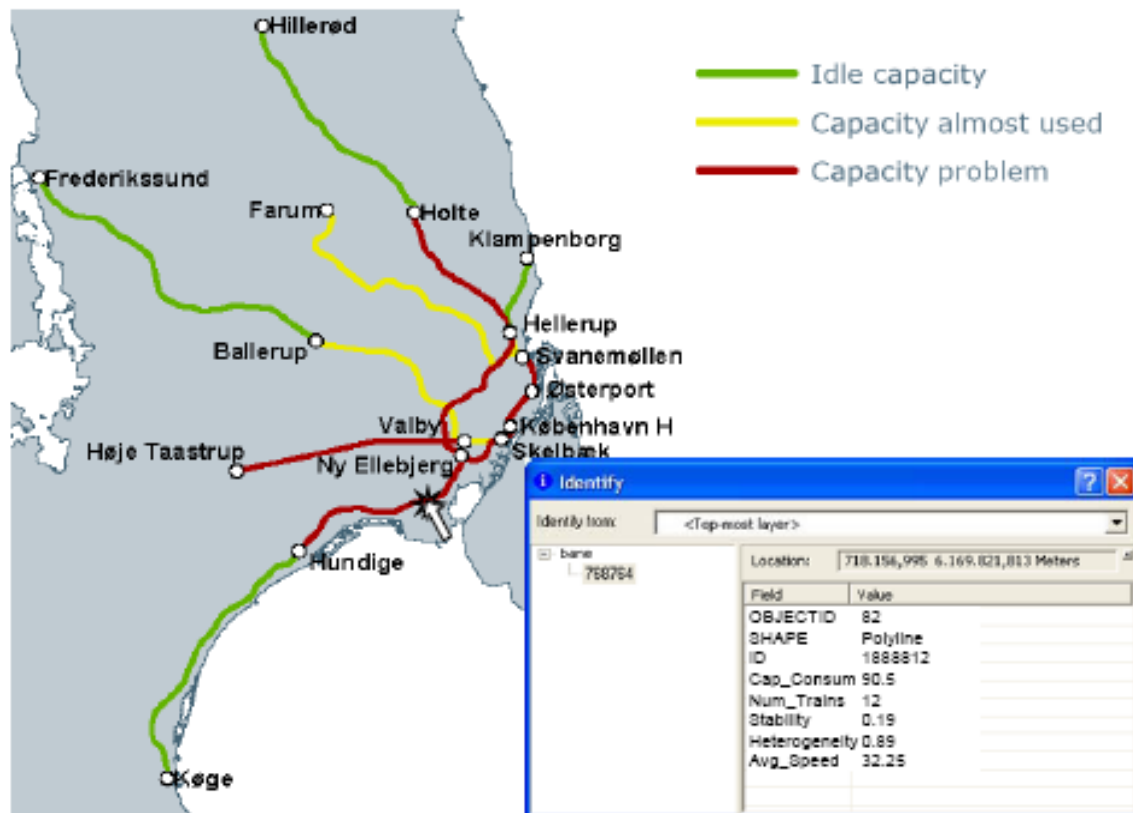 Hillerød
Idle capacity
Capacity almost used
Capacity problem
Frederikssund
Farum
Holte
Klampenborg
Hellerup
Ballerup
Svanemøllen
Østerport
Valby
København H
Høje Taastrup
Skelbæk
Ny Ellebjerg
Hundige
Køge
Identify
Identify from: <Top-most layer>
bane
768764
Location: 718.156,995 6.169.821,813 Meters
Field Value
OBJECTID 82
SHAPE Polyline
ID 1888812
Cap_Consum 90.5
Num_Trains 12
Stability 0.19
Heterogeneity 0.89
Avg_Speed 32.25